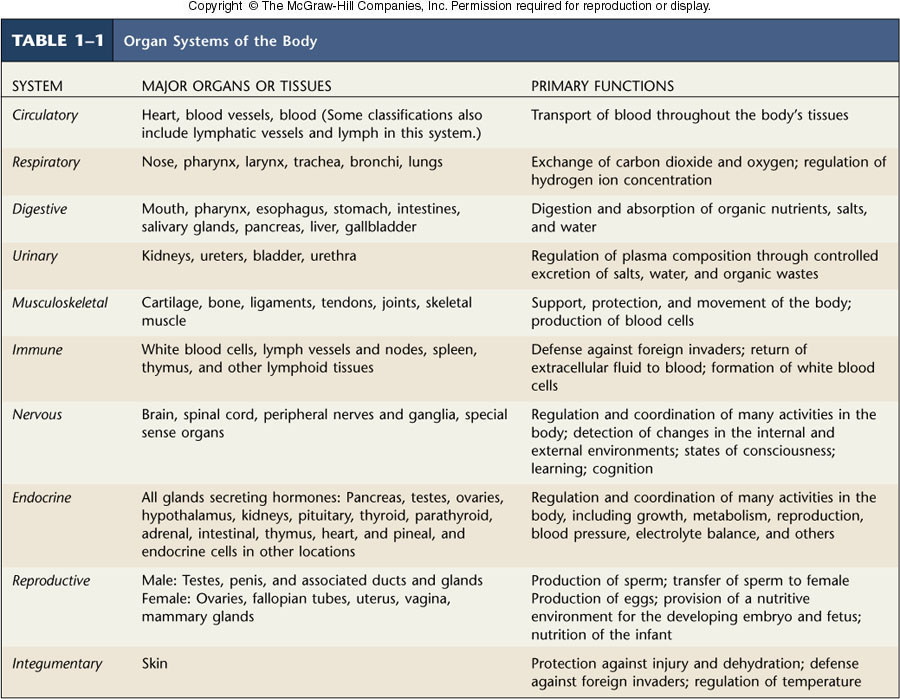 Copyright © The McGraw-Hill Companies, Inc. Permission required for reproduction or display.
TABLE 1–1 Organ Systems of the Body
SYSTEM MAJOR ORGANS OR TISSUES PRIMARY FUNCTIONS
Circulatory Heart, blood vessels, blood (Some classifications also Transport of blood throughout the body's tissues
include lymphatic vessels and lymph in this system.)
Respiratory Nose, pharynx, larynx, trachea, bronchi, lungs Exchange of carbon dioxide and oxygen; regulation of
hydrogen ion concentration
Digestive Mouth, pharynx, esophagus, stomach, intestines, Digestion and absorption of organic nutrients, salts,
salivary glands, pancreas, liver, gallbladder and water
Urinary Kidneys, ureters, bladder, urethra Regulation of plasma composition through controlled
excretion of salts, water, and organic wastes
Musculoskeletal Cartilage, bone, ligaments, tendons, joints, skeletal Support, protection, and movement of the body;
muscle production of blood cells
Immune White blood cells, lymph vessels and nodes, spleen, Defense against foreign invaders; return of
thymus, and other lymphoid tissues extracellular fluid to blood; formation of white blood
cells
Nervous Brain, spinal cord, peripheral nerves and ganglia, special Regulation and coordination of many activities in the
sense organs body; detection of changes in the internal and
external environments; states of consciousness;
learning; cognition
Endocrine All glands secreting hormones: Pancreas, testes, ovaries, Regulation and coordination of many activities in the
hypothalamus, kidneys, pituitary, thyroid, parathyroid, body, including growth, metabolism, reproduction,
adrenal, intestinal, thymus, heart, and pineal, and blood pressure, electrolyte balance, and others
endocrine cells in other locations
Reproductive Male: Testes, penis, and associated ducts and glands Production of sperm; transfer of sperm to female
Female: Ovaries, fallopian tubes, uterus, vagina, Production of eggs; provision of a nutritive
mammary glands environment for the developing embryo and fetus;
nutrition of the infant
Integumentary Skin Protection against injury and dehydration; defense
against foreign invaders; regulation of temperature